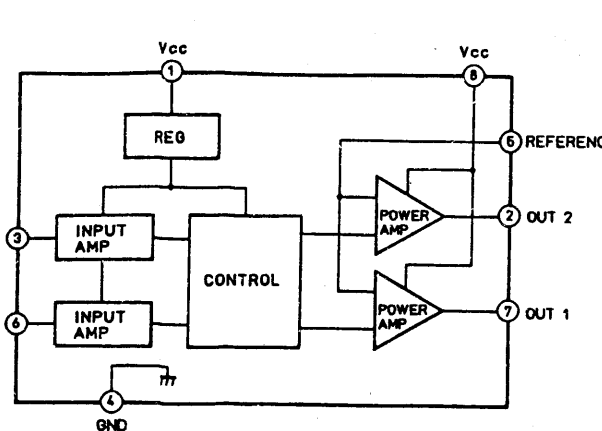 Vcc
1
Vcc
8
REG
5 REFERENC
3
INPUT
AMP
POWER
AMP
2 OUT 2
CONTROL
6
INPUT
AMP
POWER
AMP
7 OUT 1
4
GND